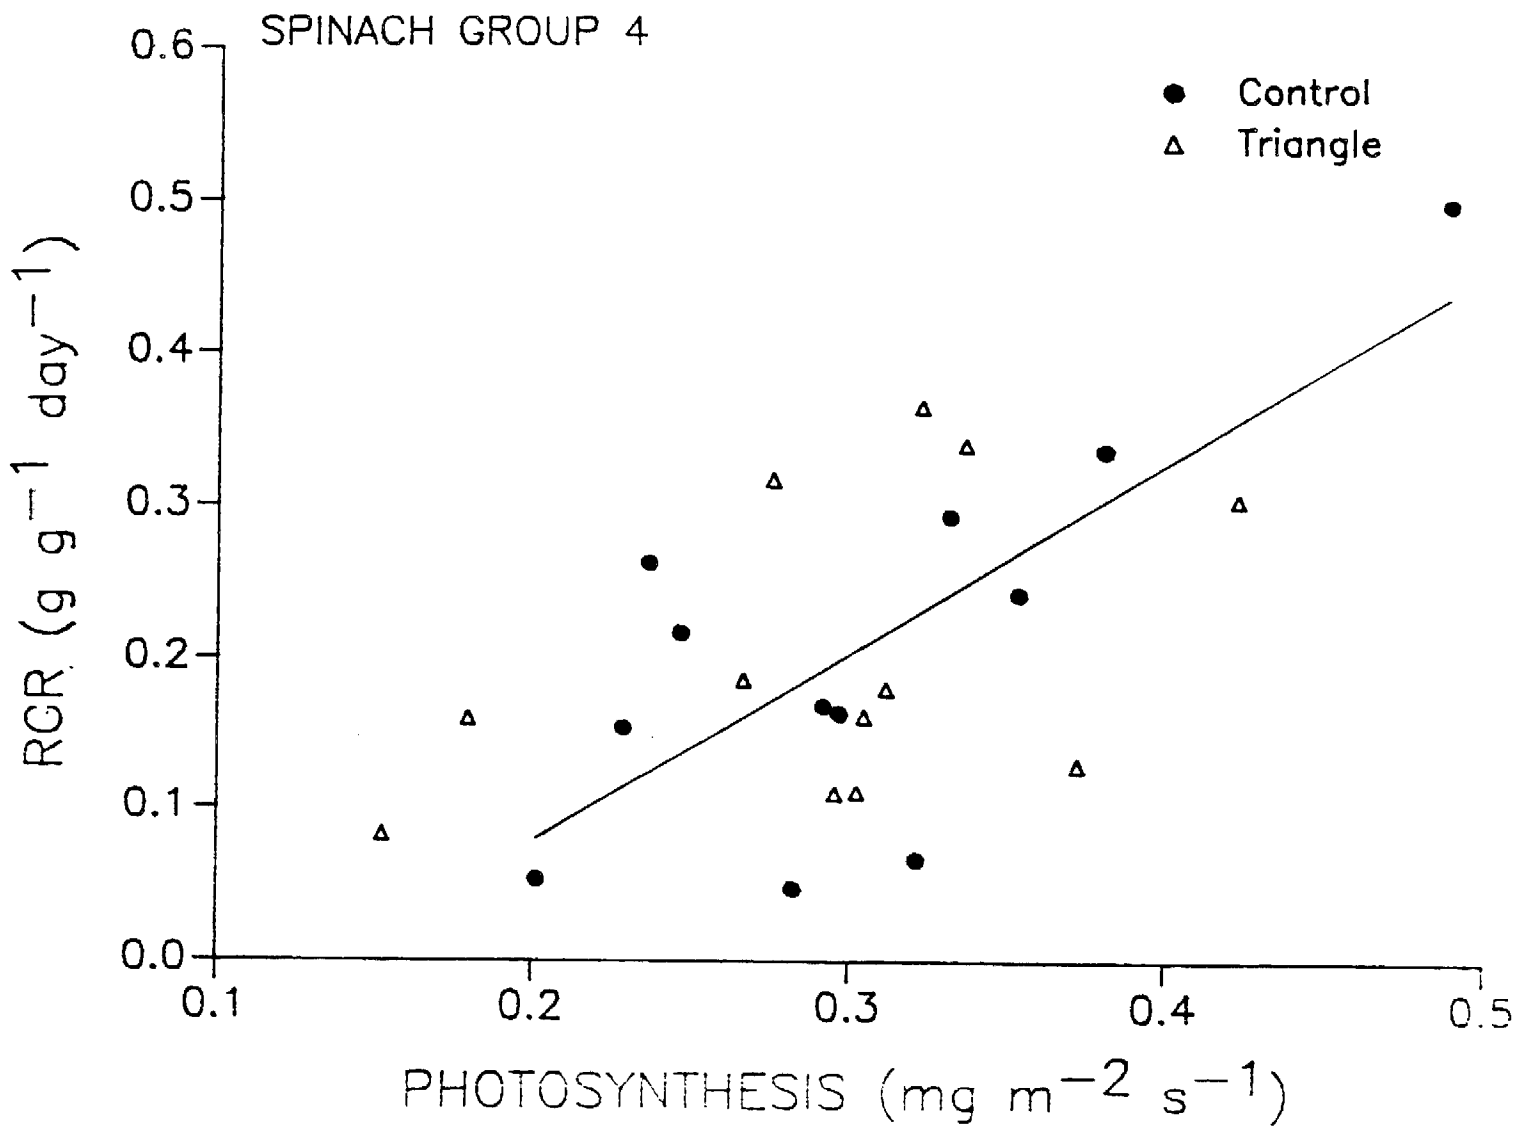 SPINACH GROUP 4
Control
Triangle
0.6
0.5
0.4
0.3
0.2
0.1
0.0
RGR (g g−1 day−1)
0.1 0.2 0.3 0.4 0.5
PHOTOSYNTHESIS (mg m−2 s−1)